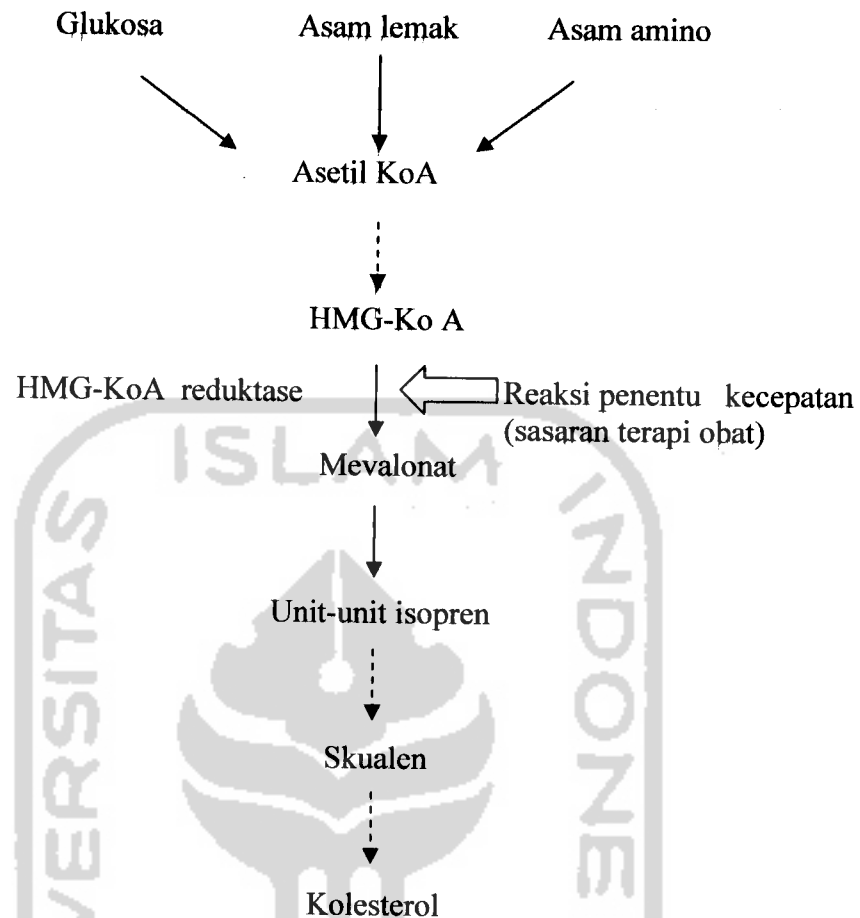 Glukosa Asam lemak Asam amino
Asetil KoA
HMG-Ko A
HMG-KoA reduktase
Reaksi penentu kecepatan
(sasaran terapi obat)
Mevalonat
Unit-unit isopren
Skualen
Kolesterol
ISLAM
INDONE
VERSITAS